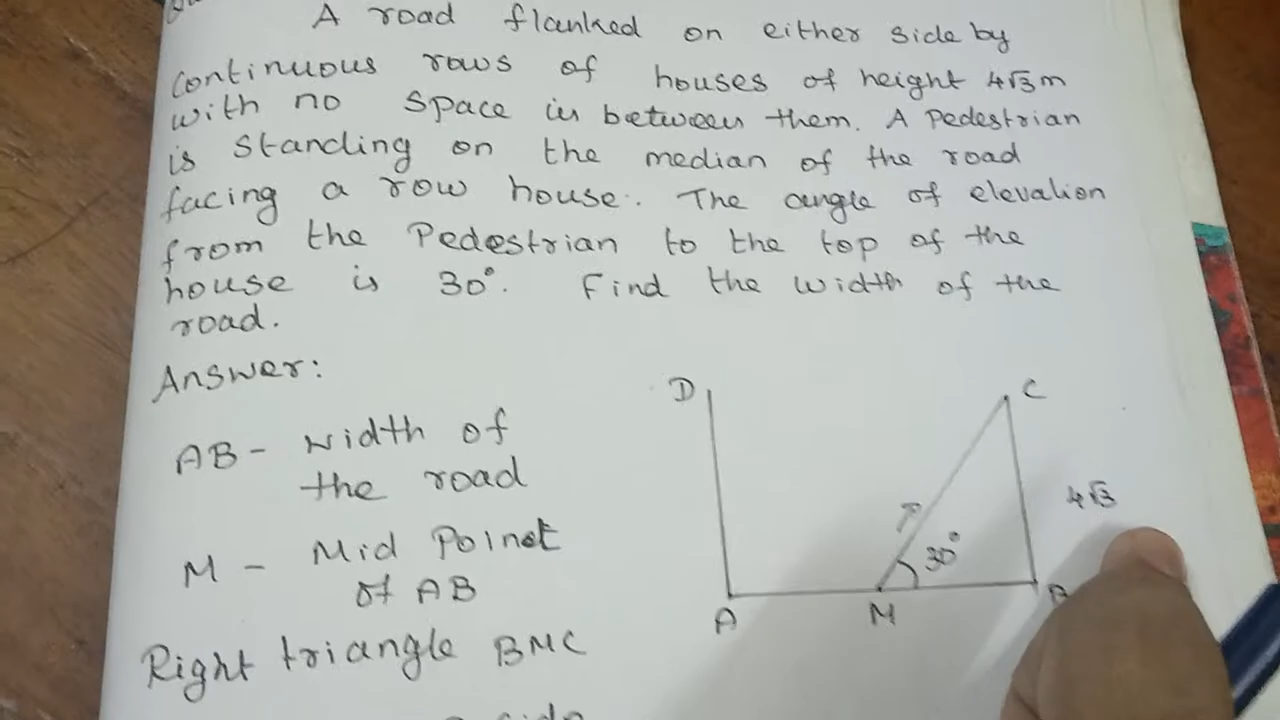 A road flanked on either side by
continuous rows of houses of height 4√3 m
with no space in between them. A Pedestrian
is standing on the median of the road
facing a row house. The angle of elevation
from the Pedestrian to the top of the
house is 30°. Find the width of the
road.
Answer:
AB - width of
the road
M - Mid Point
of AB
Right triangle BMC
D
C
P
30°
4√3
A
M
B
side